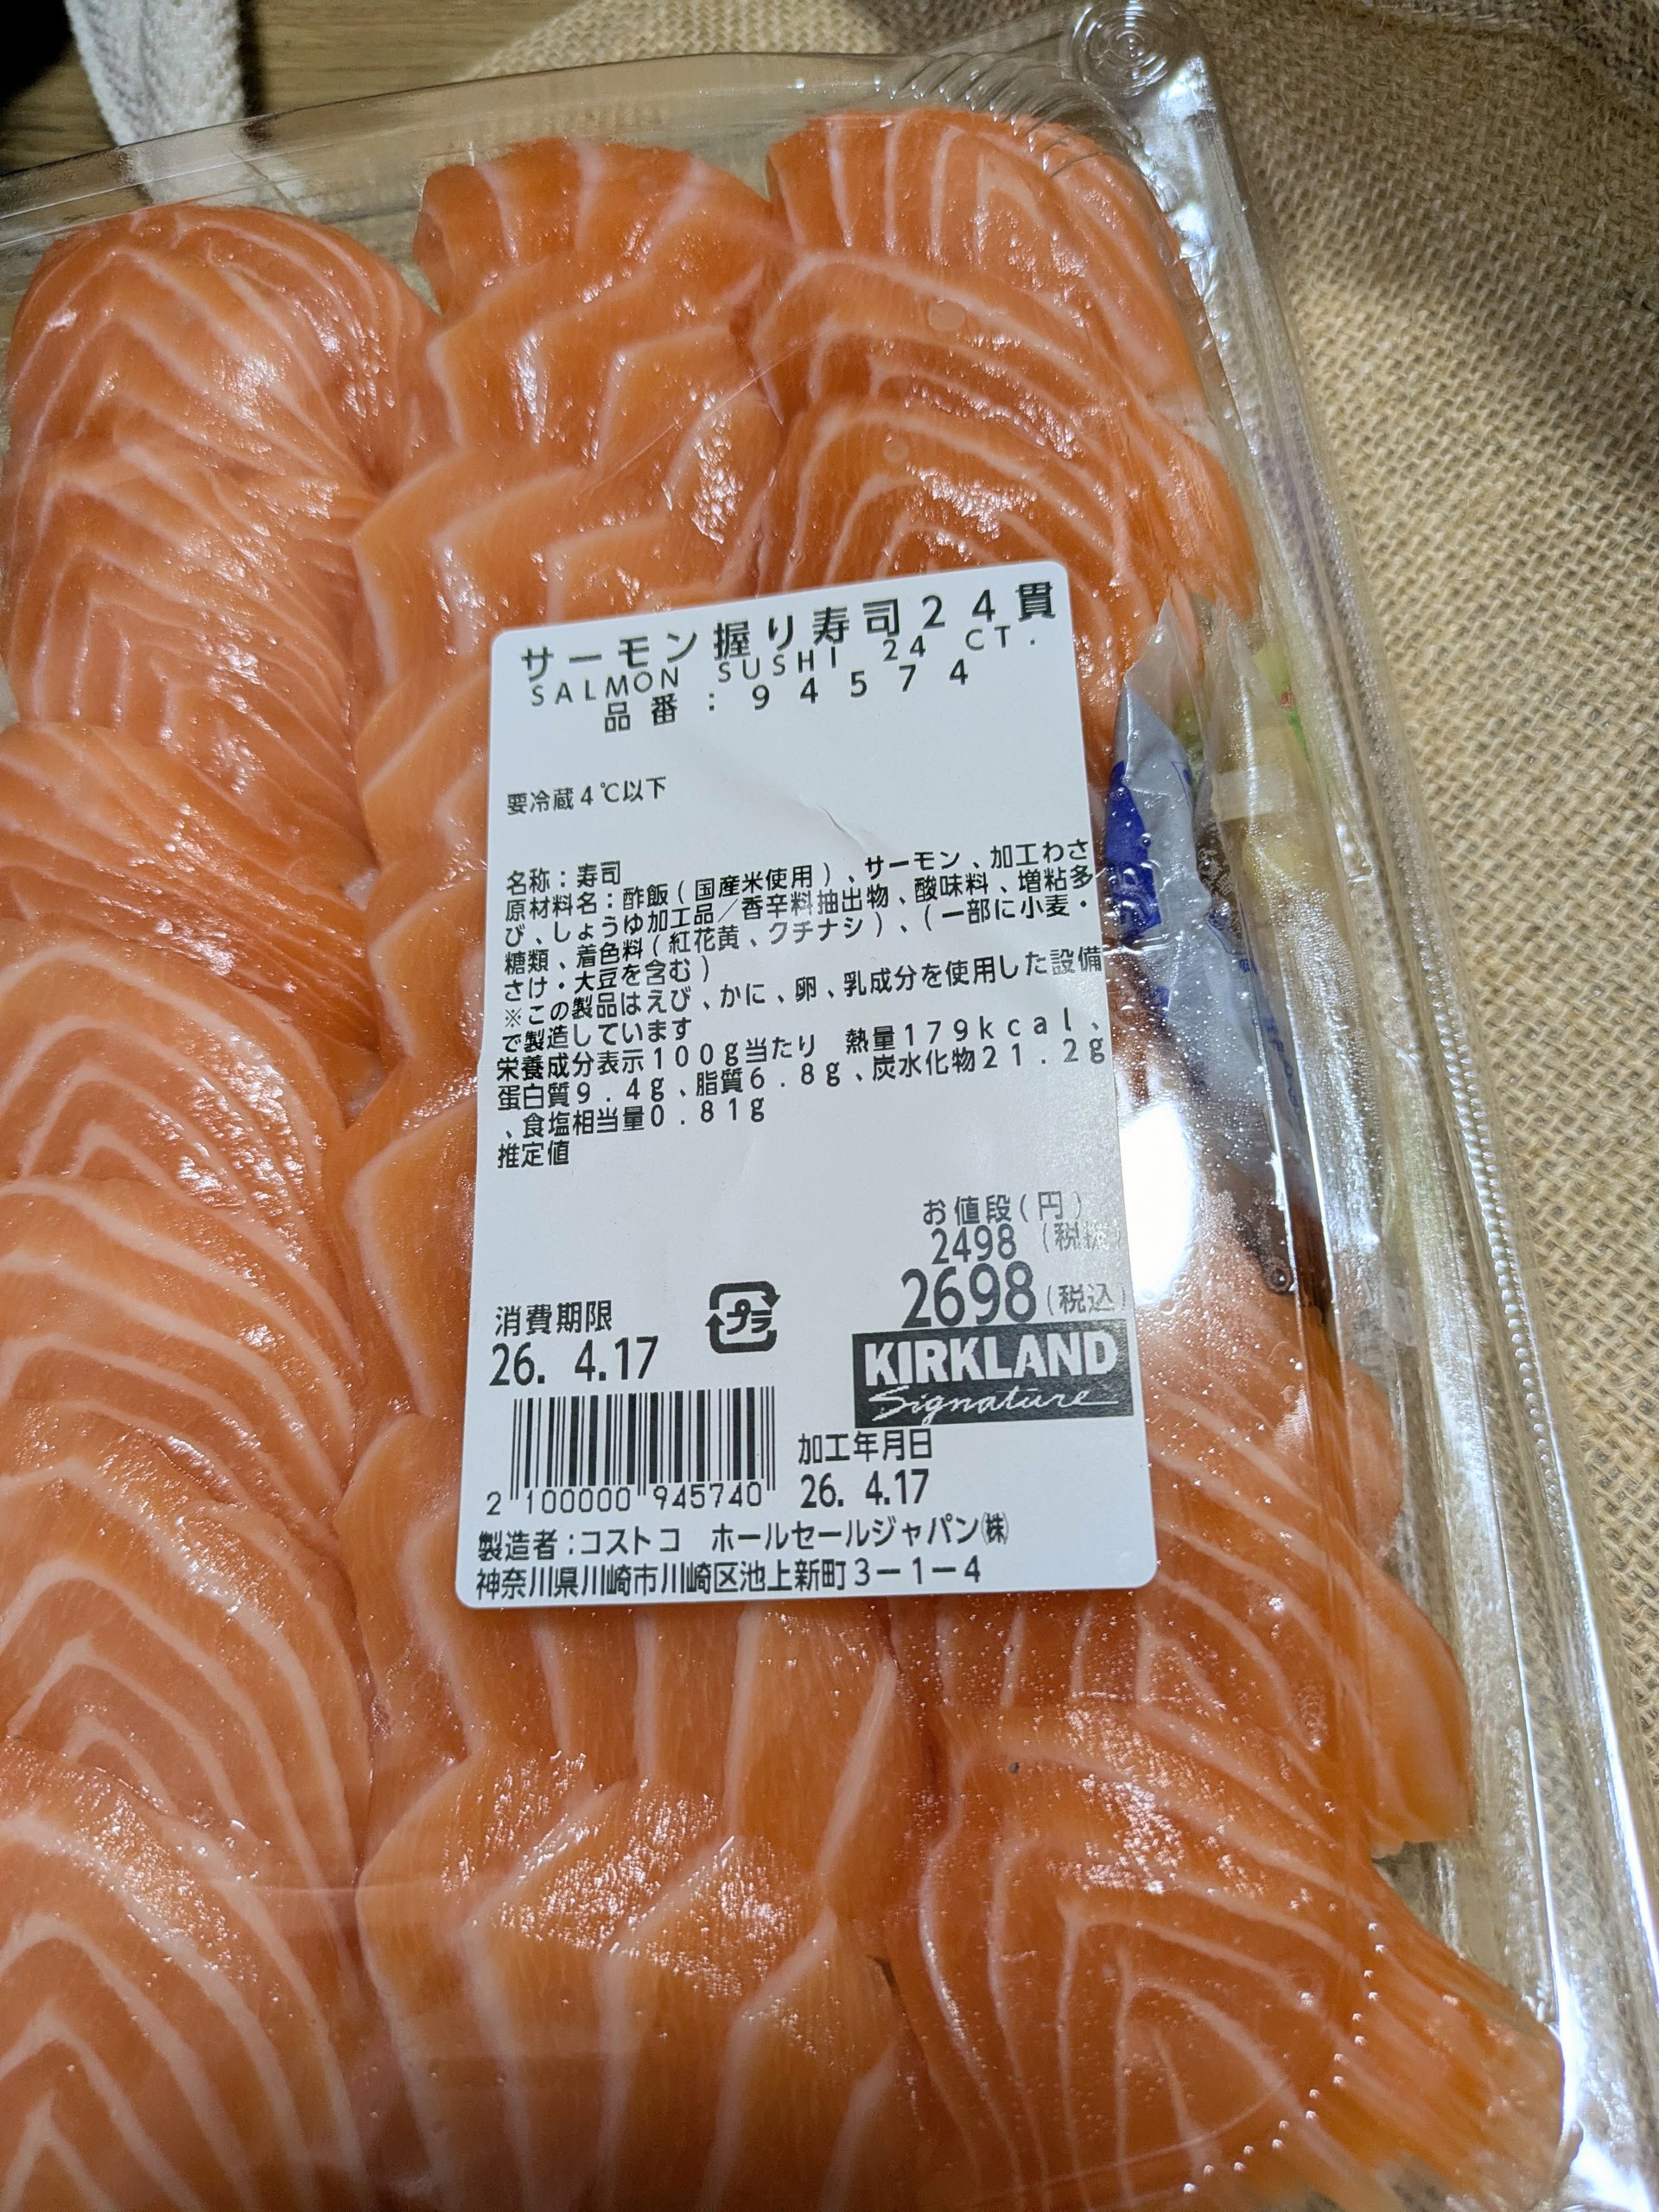 サーモン握り寿司24貫
SALMON SUSHI 24 CT.
品番:94574
要冷蔵4℃以下
名称:寿司
原材料名:酢飯(国産米使用)、サーモン、加工わさ
び、しょうゆ加工品/香辛料抽出物、酸味料、増粘多
糖類、着色料(紅花黄、クチナシ)、(一部に小麦・
さけ・大豆を含む)
※この製品はえび、かに、卵、乳成分を使用した設備
で製造しています
栄養成分表示100g当たり 熱量179kcal、
蛋白質9.4g、脂質6.8g、炭水化物21.2g
、食塩相当量0.81g
推定値
お値段(円)
2498 (税抜)
2698(税込)
消費期限
26. 4.17
プラ
KIRKLAND
Signature
2 100000 945740
加工年月日
26. 4.17
製造者:コストコ ホールセールジャパン㈱
神奈川県川崎市川崎区池上新町3-1-4